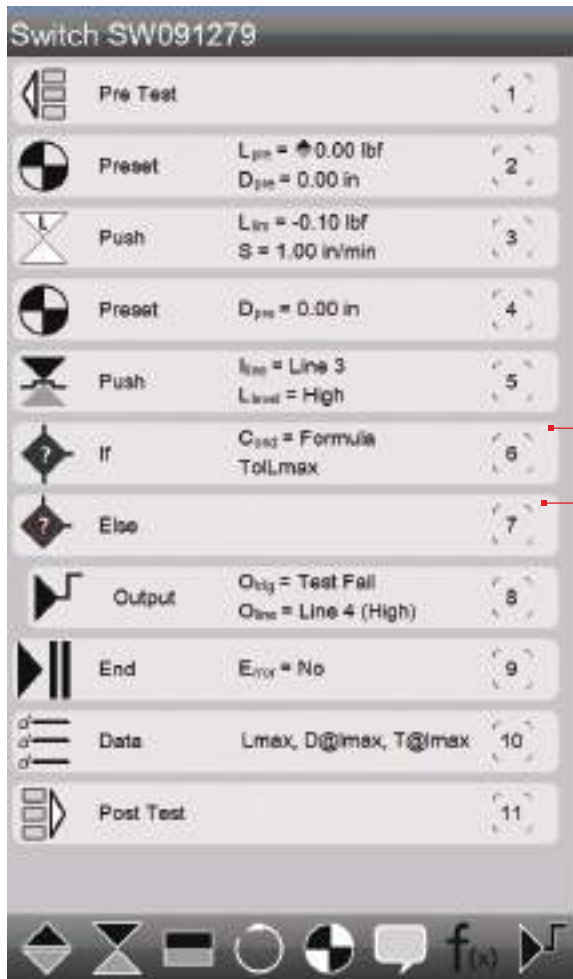 Switch SW091279
Pre Test 1
Preset Lpre = 0.00 lbf
Dpre = 0.00 in 2
Push Llim = -0.10 lbf
S = 1.00 in/min 3
Preset Dpre = 0.00 in 4
Push Iline = Line 3
Llevel = High 5
? If Cond = Formula
TolLmax 6
? Else 7
Output Otrig = Test Fail
Oline = Line 4 (High) 8
End Error = No 9
Data Lmax, D@lmax, T@lmax 10
Post Test 11
f(x)